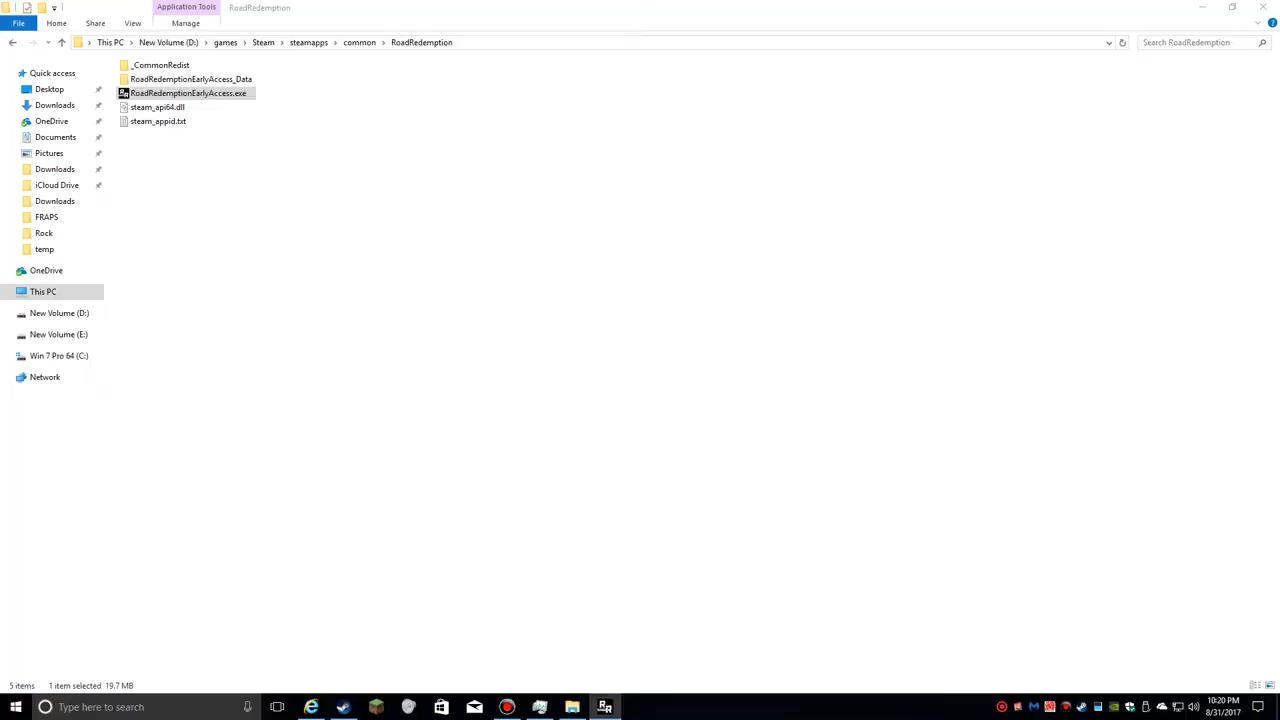 Application Tools
RoadRedemption
File
Home
Share
View
Manage
This PC
New Volume (D:)
games
Steam
steamapps
common
RoadRedemption
Search RoadRedemption
Quick access
Desktop
Downloads
OneDrive
Documents
Pictures
Downloads
iCloud Drive
Downloads
FRAPS
Rock
temp
OneDrive
This PC
New Volume (D:)
New Volume (E:)
Win 7 Pro 64 (C:)
Network
_CommonRedist
RoadRedemptionEarlyAccess_Data
RoadRedemptionEarlyAccess.exe
steam_api64.dll
steam_appid.txt
5 items
1 item selected 19.7 MB
Type here to search
10:20 PM
8/31/2017